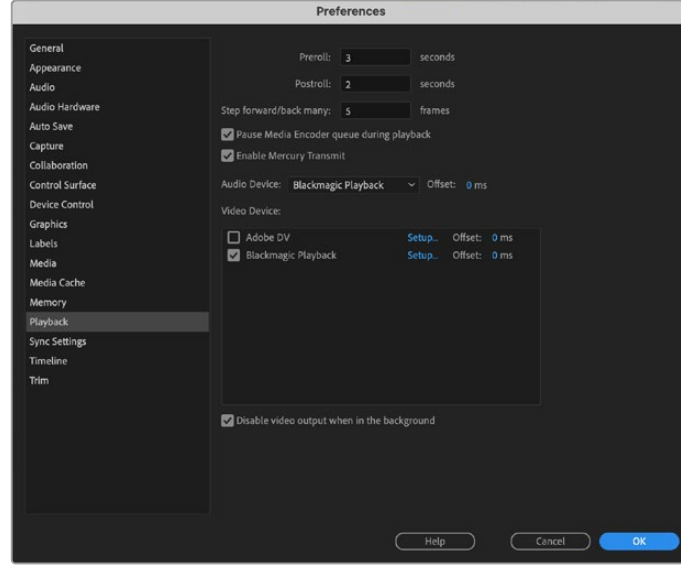 Preferences
General
Appearance
Audio
Audio Hardware
Auto Save
Capture
Collaboration
Control Surface
Device Control
Graphics
Labels
Media
Media Cache
Memory
Playback
Sync Settings
Timeline
Trim
Preroll: 3 seconds
Postroll: 2 seconds
Step forward/back many: 5 frames
Pause Media Encoder queue during playback
Enable Mercury Transmit
Audio Device: Blackmagic Playback Offset: 0 ms
Video Device:
Adobe DV Setup... Offset: 0 ms
Blackmagic Playback Setup... Offset: 0 ms
Disable video output when in the background
Help Cancel OK